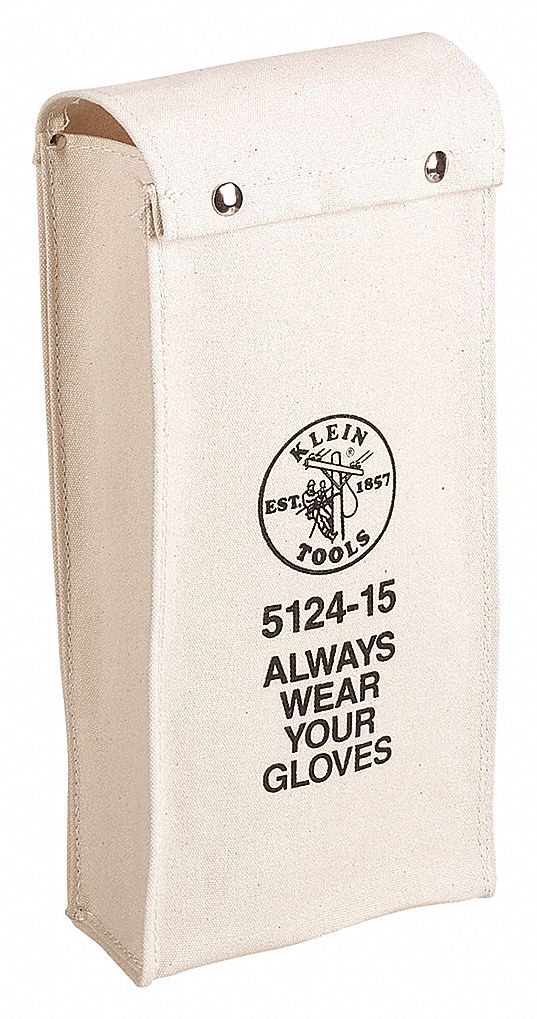 KLEIN
®
EST. 1857
TOOLS
5124-15
ALWAYS
WEAR
YOUR
GLOVES